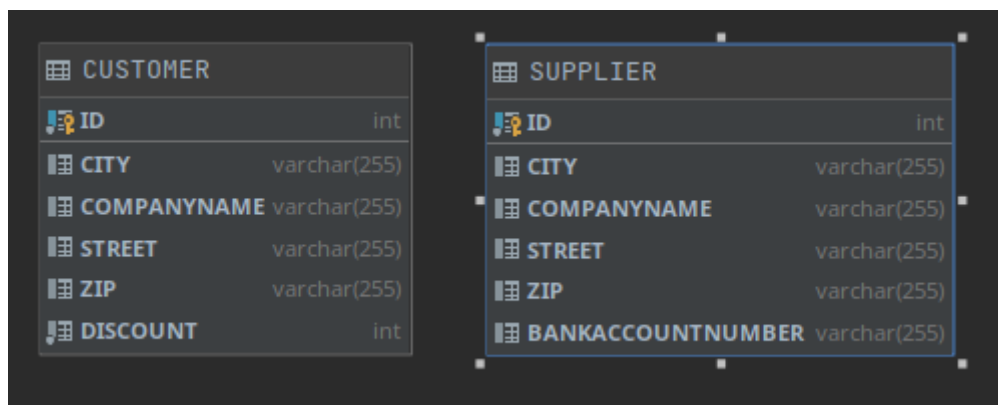 CUSTOMER
ID int
CITY varchar(255)
COMPANYNAME varchar(255)
STREET varchar(255)
ZIP varchar(255)
DISCOUNT int
SUPPLIER
ID int
CITY varchar(255)
COMPANYNAME varchar(255)
STREET varchar(255)
ZIP varchar(255)
BANKACCOUNTNUMBER varchar(255)